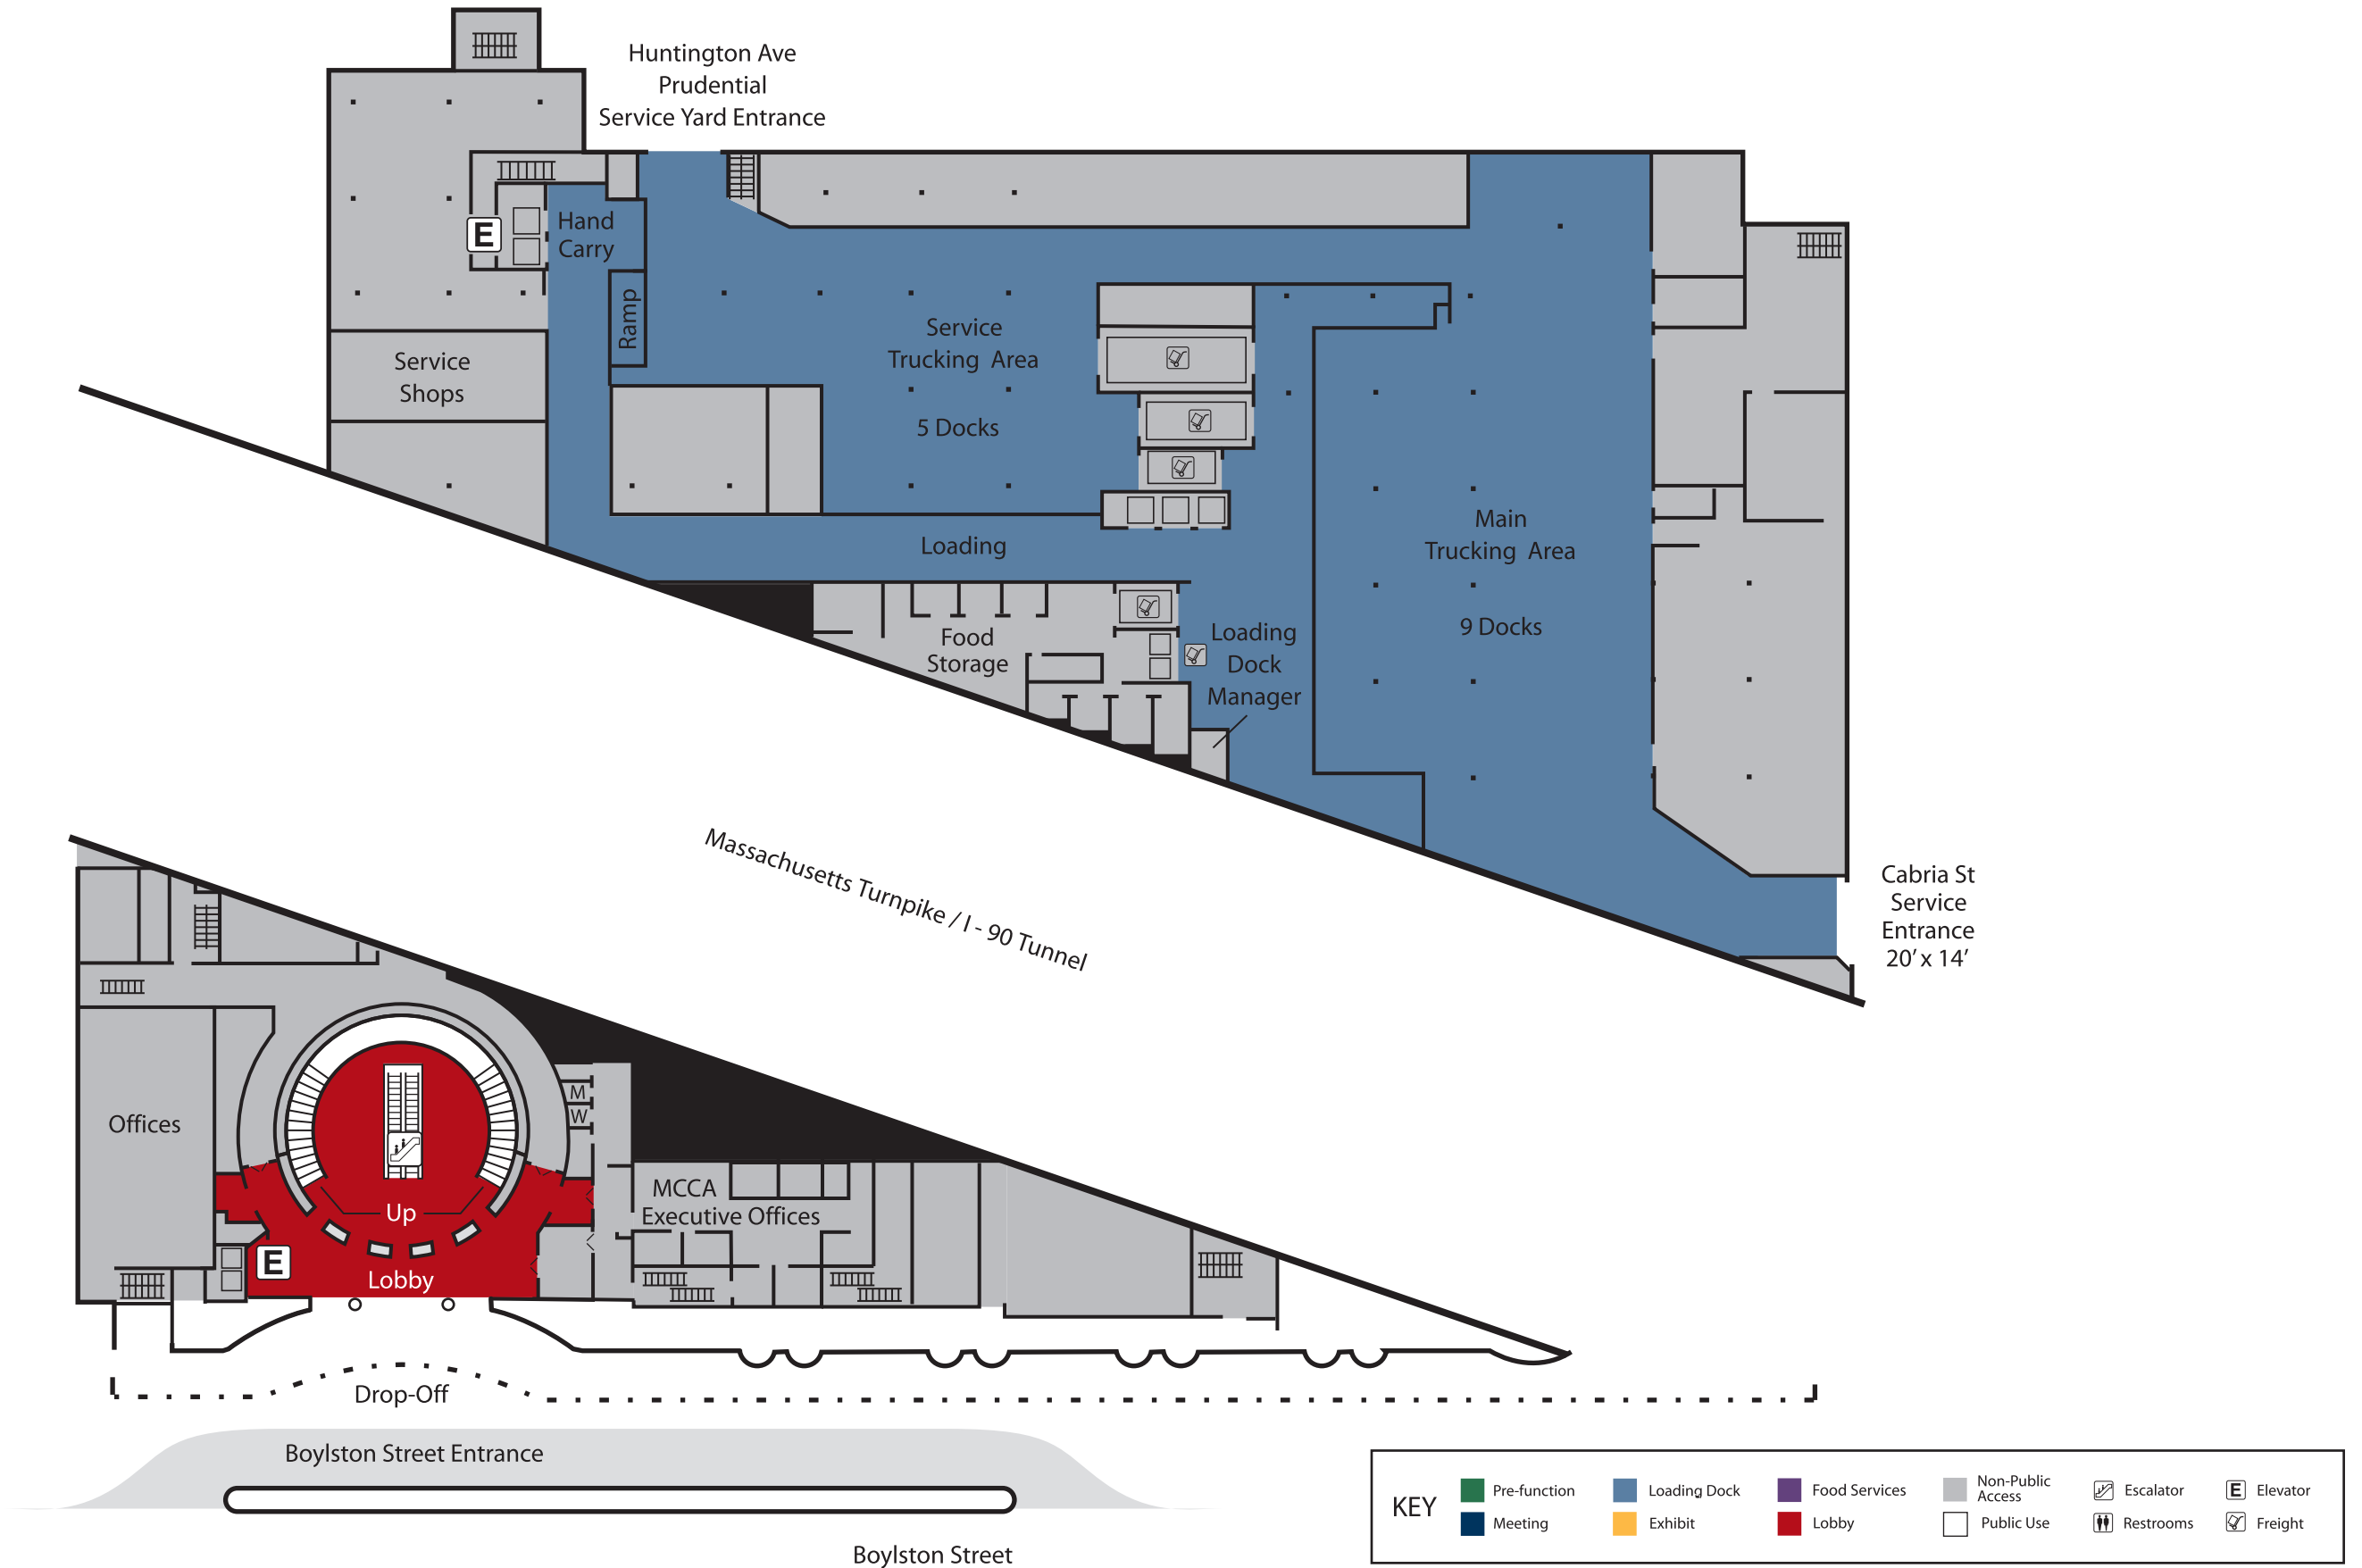 Huntington Ave
Prudential
Service Yard Entrance
Hand
Carry
E
Ramp
Service
Shops
Service
Trucking Area
5 Docks
Loading
Main
Trucking Area
9 Docks
Food
Storage
Loading
Dock
Manager
Massachusetts Turnpike / I - 90 Tunnel
Cabria St
Service
Entrance
20’ x 14’
Offices
M
W
Up
E
Lobby
MCCA
Executive Offices
Drop-Off
Boylston Street Entrance
Boylston Street
KEY
Pre-function
Loading Dock
Food Services
Non-Public
Access
Escalator
E Elevator
Meeting
Exhibit
Lobby
Public Use
Restrooms
Freight